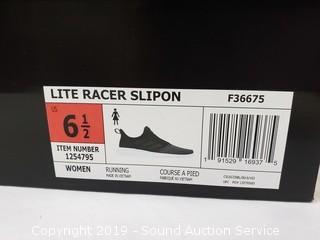 LITE RACER SLIPON F36675
US
6 1/2
ITEM NUMBER
1254795
WOMEN
RUNNING
MADE IN VIETNAM
COURSE A PIED
FABRIQUÉ AU VIETNAM
1 91529 16937 5
Copyright 2019 - Sound Auction Service